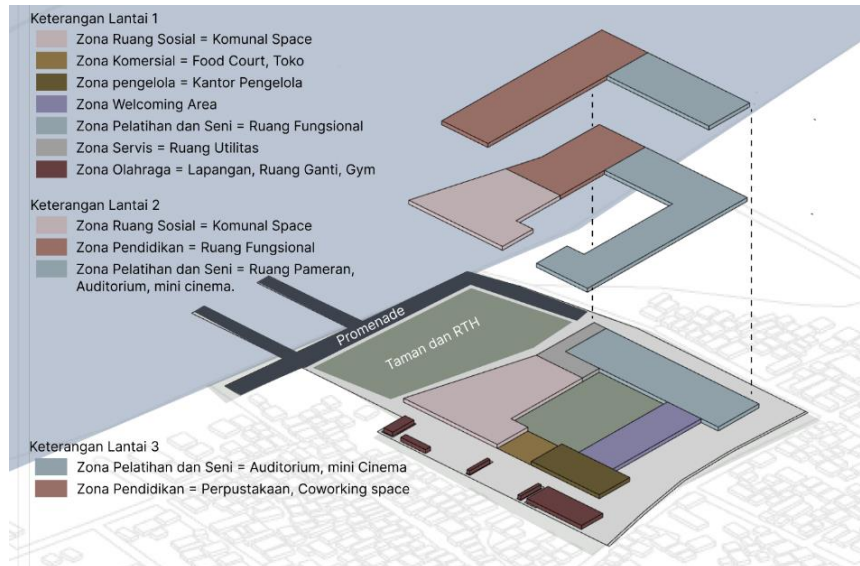 Keterangan Lantai 1
Zona Ruang Sosial = Komunal Space
Zona Komersial = Food Court, Toko
Zona pengelola = Kantor Pengelola
Zona Welcoming Area
Zona Pelatihan dan Seni = Ruang Fungsional
Zona Servis = Ruang Utilitas
Zona Olahraga = Lapangan, Ruang Ganti, Gym
Keterangan Lantai 2
Zona Ruang Sosial = Komunal Space
Zona Pendidikan = Ruang Fungsional
Zona Pelatihan dan Seni = Ruang Pameran,
Auditorium, mini cinema.
Promenade
Taman dan RTH
Keterangan Lantai 3
Zona Pelatihan dan Seni = Auditorium, mini Cinema
Zona Pendidikan = Perpustakaan, Coworking space